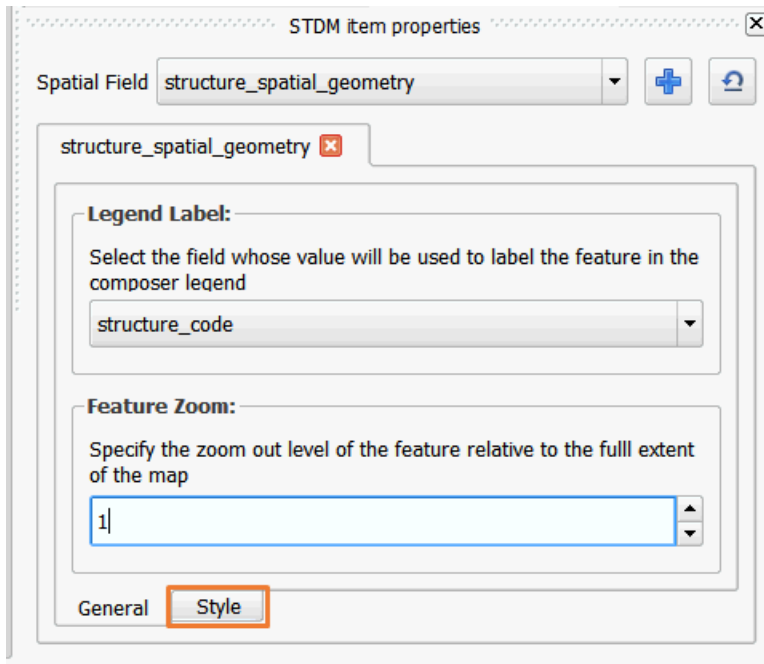 STDM item properties
Spatial Field structure_spatial_geometry
structure_spatial_geometry
Legend Label:
Select the field whose value will be used to label the feature in the
composer legend
structure_code
Feature Zoom:
Specify the zoom out level of the feature relative to the fulll extent
of the map
1
General Style